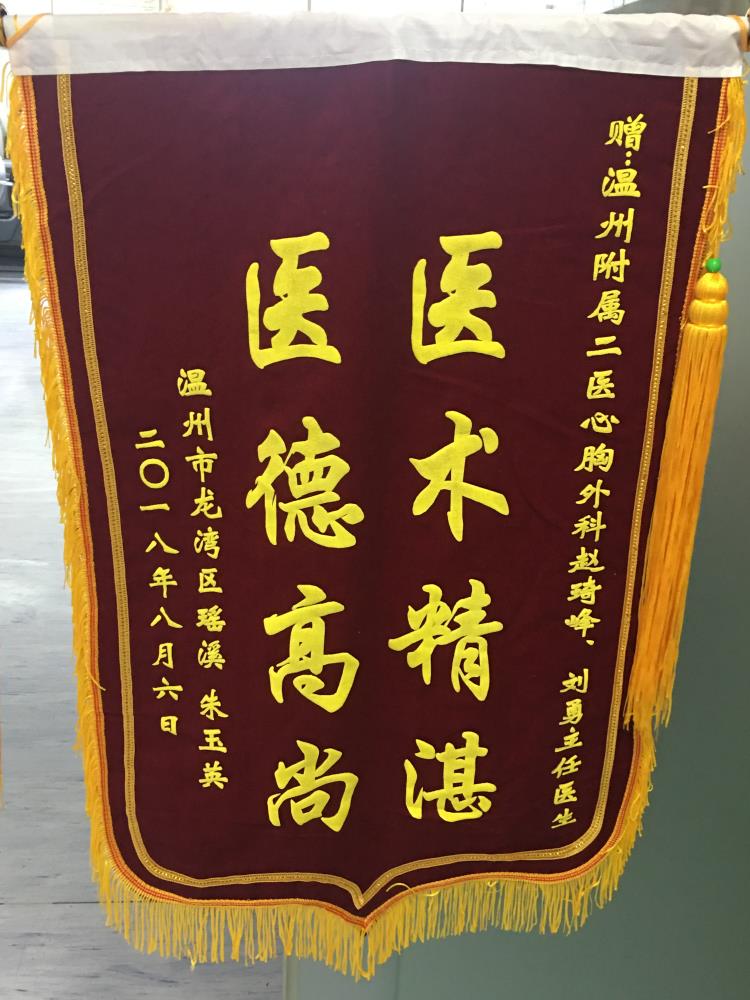 赠：温州附属二医心胸外科赵琦峰、刘勇主任医生
医术精湛
医德高尚
温州市龙湾区瑶溪 朱玉英
二〇一八年八月六日